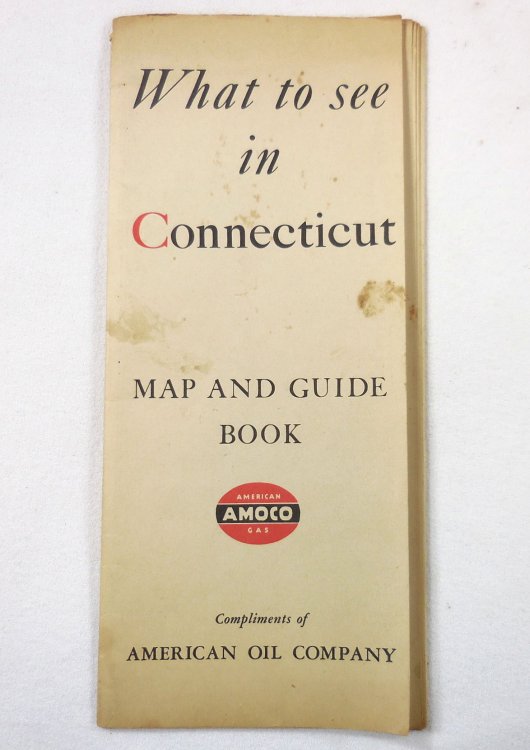 What to see
in
Connecticut
MAP AND GUIDE
BOOK
AMERICAN
AMOCO
GAS
Compliments of
AMERICAN OIL COMPANY